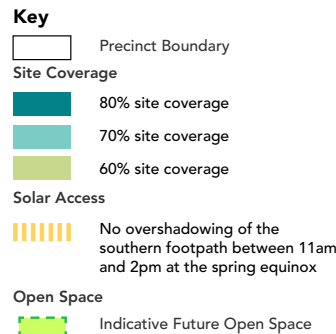 Key
Precinct Boundary
Site Coverage
80% site coverage
70% site coverage
60% site coverage
Solar Access
No overshadowing of the
southern footpath between 11am
and 2pm at the spring equinox
Open Space
Indicative Future Open Space